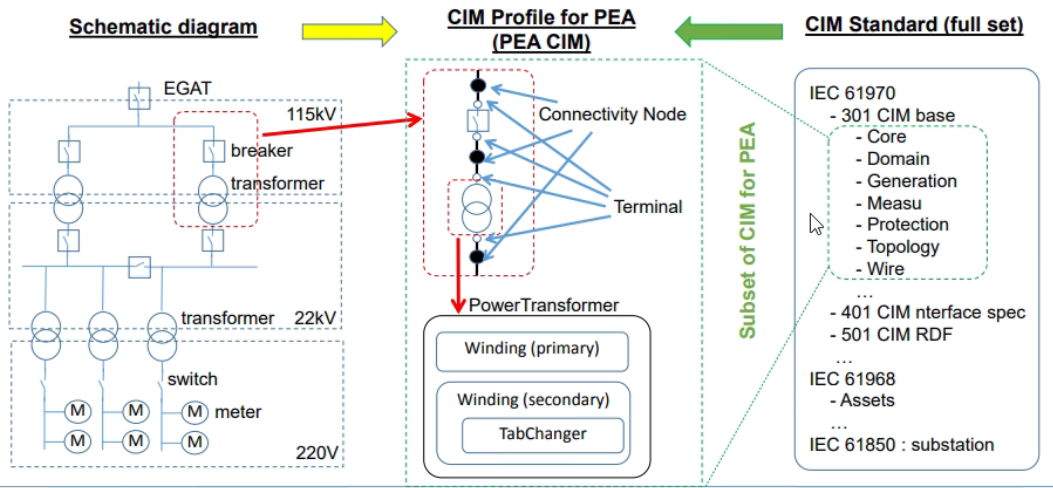 Schematic diagram
CIM Profile for PEA
(PEA CIM)
CIM Standard (full set)
EGAT
115kV
breaker
transformer
transformer
22kV
switch
M
M
M
meter
M
M
M
220V
Connectivity Node
Terminal
PowerTransformer
Winding (primary)
Winding (secondary)
TabChanger
Subset of CIM for PEA
IEC 61970
- 301 CIM base
- Core
- Domain
- Generation
- Measu
- Protection
- Topology
- Wire
...
- 401 CIM nterface spec
- 501 CIM RDF
...
IEC 61968
- Assets
...
IEC 61850 : substation